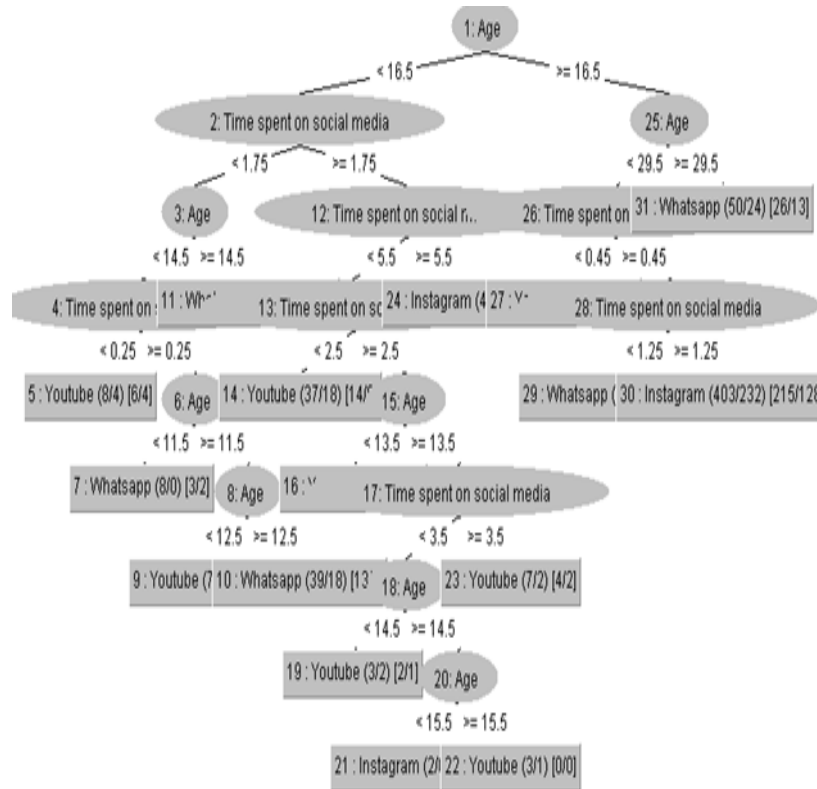 1: Age
< 16.5 >= 16.5
2: Time spent on social media
25: Age
< 1.75 >= 1.75
< 29.5 >= 29.5
3: Age
12: Time spent on social
26: Time spent on
31 : Whatsapp (50/24) [26/13]
< 14.5 >= 14.5
< 5.5 >= 5.5
< 0.45 >= 0.45
4: Time spent on
11 :
13: Time spent on
24 : Instagram (4
27 :
28: Time spent on social media
< 0.25 >= 0.25
< 2.5 >= 2.5
< 1.25 >= 1.25
5 : Youtube (8/4) [6/4]
6: Age
14 : Youtube (37/18) [14/
15: Age
29 : Whatsapp (
30 : Instagram (403/232) [215/128
< 11.5 >= 11.5
< 13.5 >= 13.5
7 : Whatsapp (8/0) [3/2]
8: Age
16 :
17: Time spent on social media
< 12.5 >= 12.5
< 3.5 >= 3.5
9 : Youtube (7
10 : Whatsapp (39/18) [13
18: Age
23 : Youtube (7/2) [4/2]
< 14.5 >= 14.5
19 : Youtube (3/2) [2/1]
20: Age
< 15.5 >= 15.5
21 : Instagram (2/
22 : Youtube (3/1) [0/0]